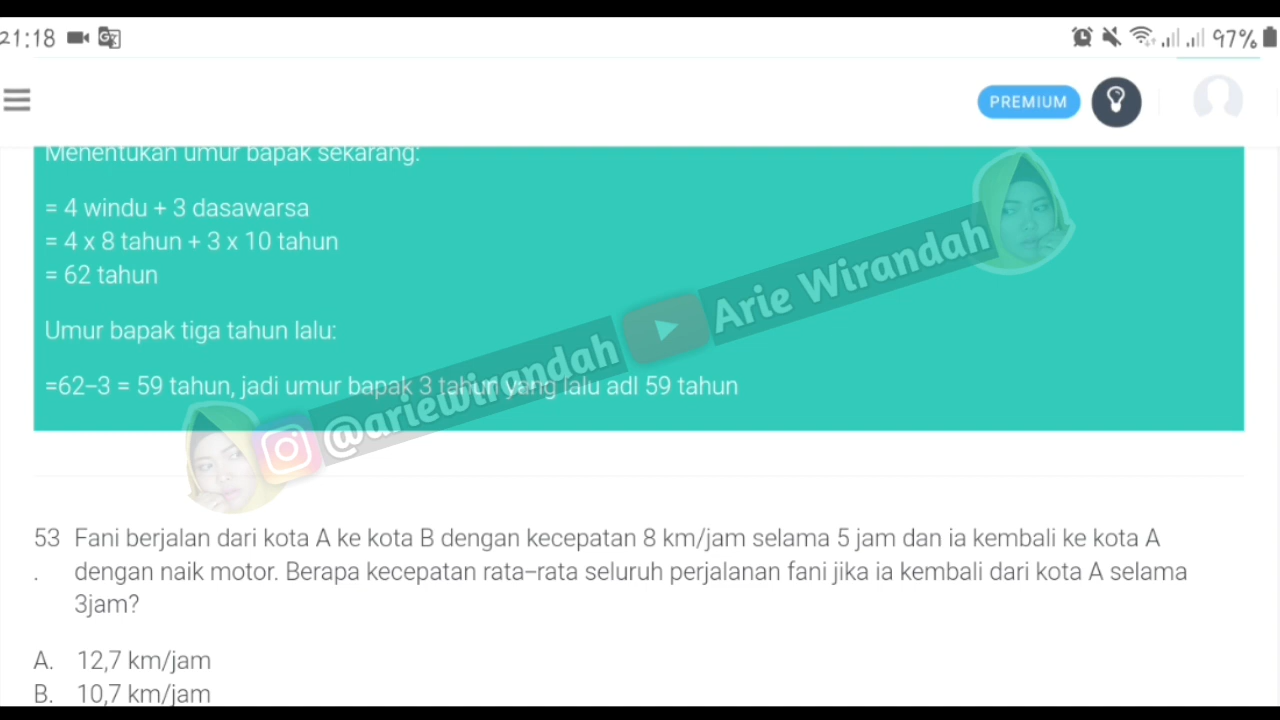 21:18
97%
PREMIUM
Menentukan umur bapak sekarang:
= 4 windu + 3 dasawarsa
= 4 x 8 tahun + 3 x 10 tahun
= 62 tahun
Umur bapak tiga tahun lalu:
=62–3 = 59 tahun, jadi umur bapak 3 tahun yang lalu adl 59 tahun
@ariewirandah Arie Wirandah
53 Fani berjalan dari kota A ke kota B dengan kecepatan 8 km/jam selama 5 jam dan ia kembali ke kota A
. dengan naik motor. Berapa kecepatan rata–rata seluruh perjalanan fani jika ia kembali dari kota A selama
3jam?
A. 12,7 km/jam
B. 10,7 km/jam